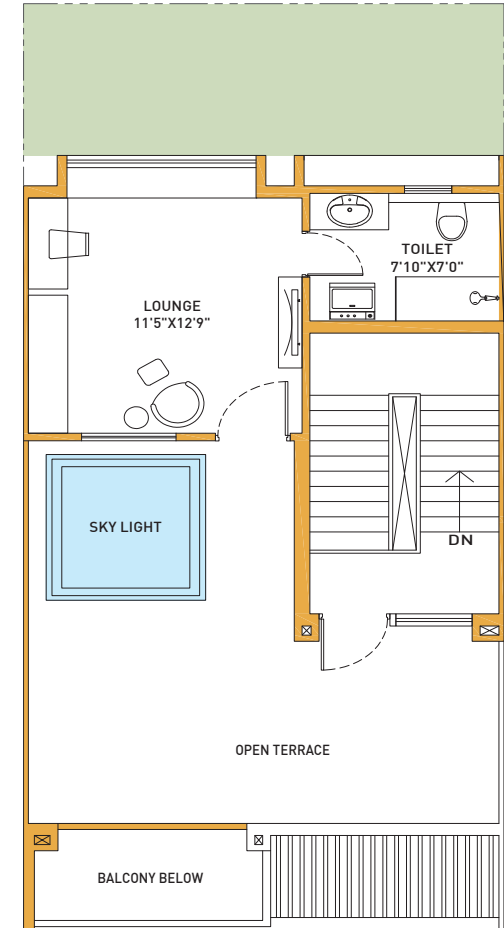 TOILET
7'10"X7'0"
LOUNGE
11'5"X12'9"
SKY LIGHT
DN
OPEN TERRACE
BALCONY BELOW